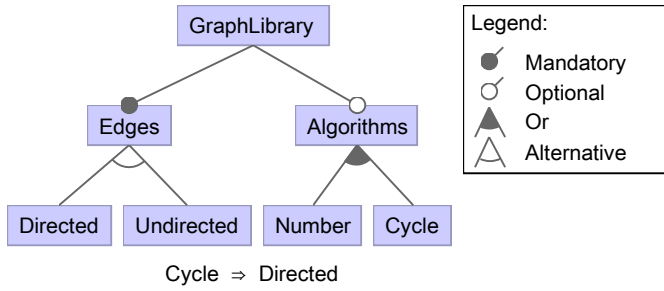 GraphLibrary
Legend:
Mandatory
Optional
Or
Alternative
Edges
Algorithms
Directed
Undirected
Number
Cycle
Cycle ⇒ Directed